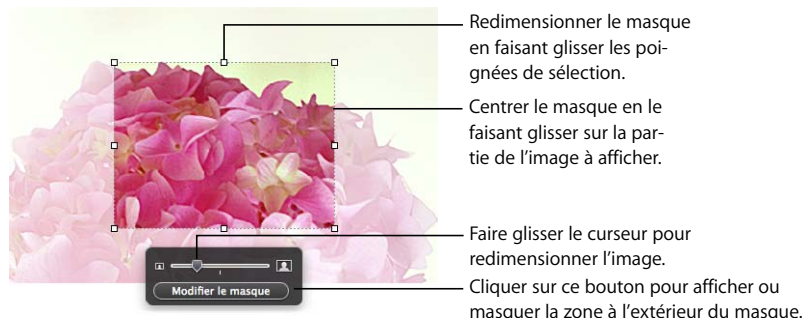 Redimensionner le masque
en faisant glisser les poi-
gnées de sélection.
Centrer le masque en le
faisant glisser sur la par-
tie de l’image à afficher.
Faire glisser le curseur pour
redimensionner l’image.
Modifier le masque
Cliquer sur ce bouton pour afficher ou
masquer la zone à l’extérieur du masque.